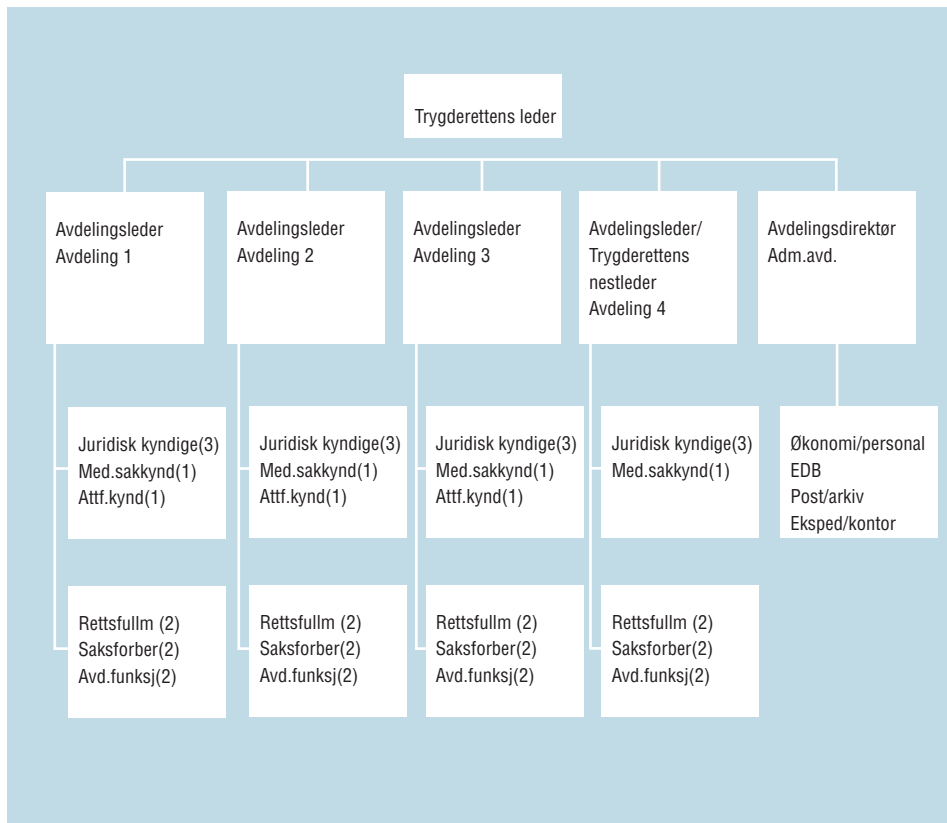 Trygderettens leder
Avdelingsleder
Avdeling 1
Avdelingsleder
Avdeling 2
Avdelingsleder
Avdeling 3
Avdelingsleder/
Trygderettens
nestleder
Avdeling 4
Avdelingsdirektør
Adm.avd.
Juridisk kyndige(3)
Med.sakkynd(1)
Attf.kynd(1)
Juridisk kyndige(3)
Med.sakkynd(1)
Attf.kynd(1)
Juridisk kyndige(3)
Med.sakkynd(1)
Attf.kynd(1)
Juridisk kyndige(3)
Med.sakkynd(1)
Økonomi/personal
EDB
Post/arkiv
Eksped/kontor
Rettsfullm (2)
Saksforber(2)
Avd.funksj(2)
Rettsfullm (2)
Saksforber(2)
Avd.funksj(2)
Rettsfullm (2)
Saksforber(2)
Avd.funksj(2)
Rettsfullm (2)
Saksforber(2)
Avd.funksj(2)